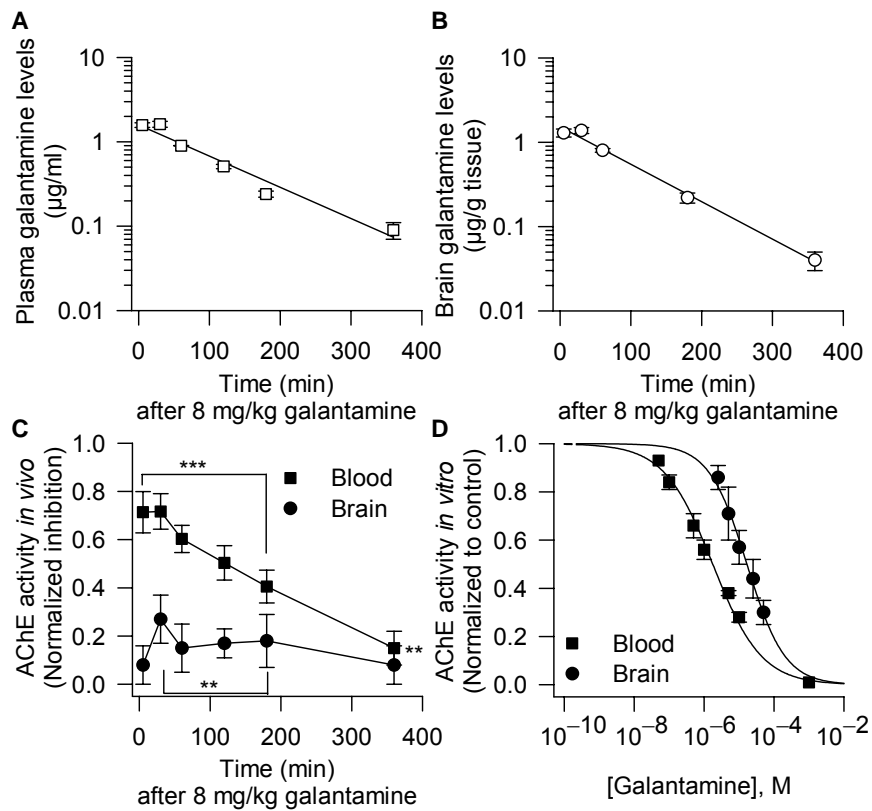 A
Plasma galantamine levels
(μg/ml)
10
1
0.1
0.01
0 100 200 300 400
Time (min)
after 8 mg/kg galantamine
B
Brain galantamine levels
(μg/g tissue)
10
1
0.1
0.01
0 100 200 300 400
Time (min)
after 8 mg/kg galantamine
C
AChE activity in vivo
(Normalized inhibition)
1.0
0.8
0.6
0.4
0.2
0.0
***
Blood
Brain
**
**
0 100 200 300 400
Time (min)
after 8 mg/kg galantamine
D
AChE activity in vitro
(Normalized to control)
1.0
0.8
0.6
0.4
0.2
0.0
Blood
Brain
10−10 10−8 10−6 10−4 10−2
[Galantamine], M